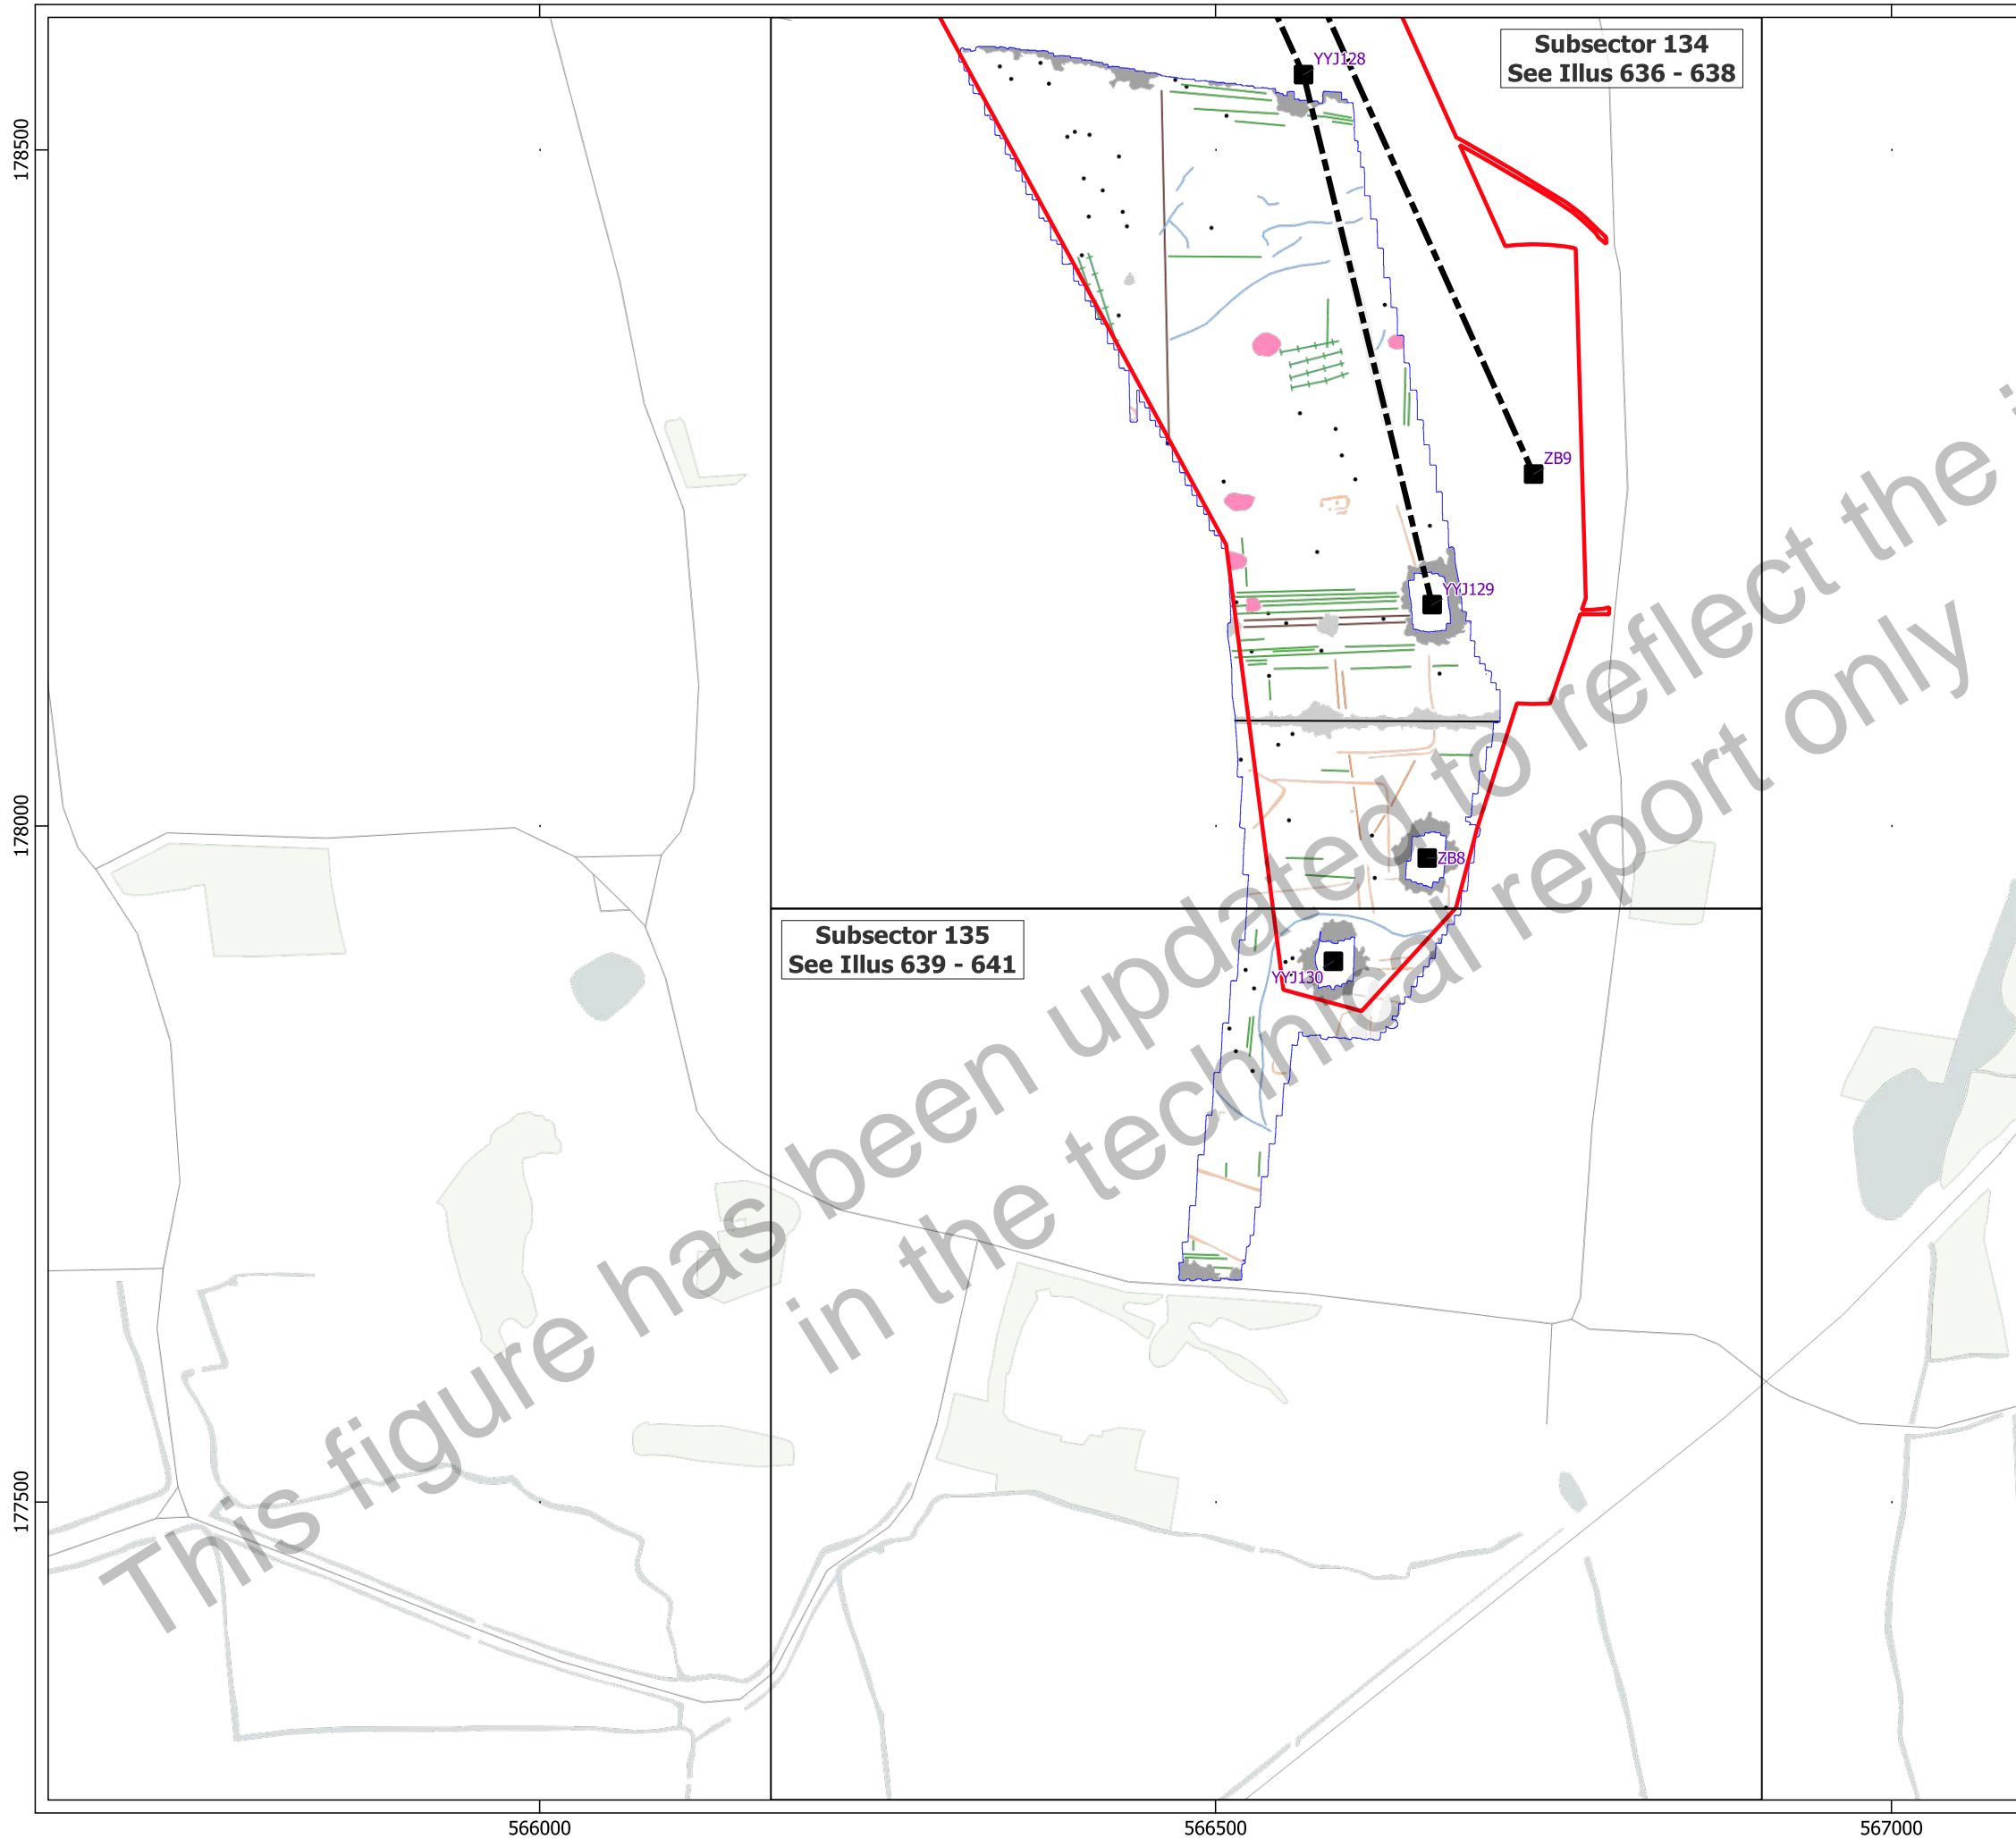 Subsector 134
See Illus 636 - 638
YYJ128
178500
ZB9
YYJ129
178000
ZB8
Subsector 135
See Illus 639 - 641
YYJ130
This figure has been updated to reflect the i
in the technical report only
177500
566000
566500
567000